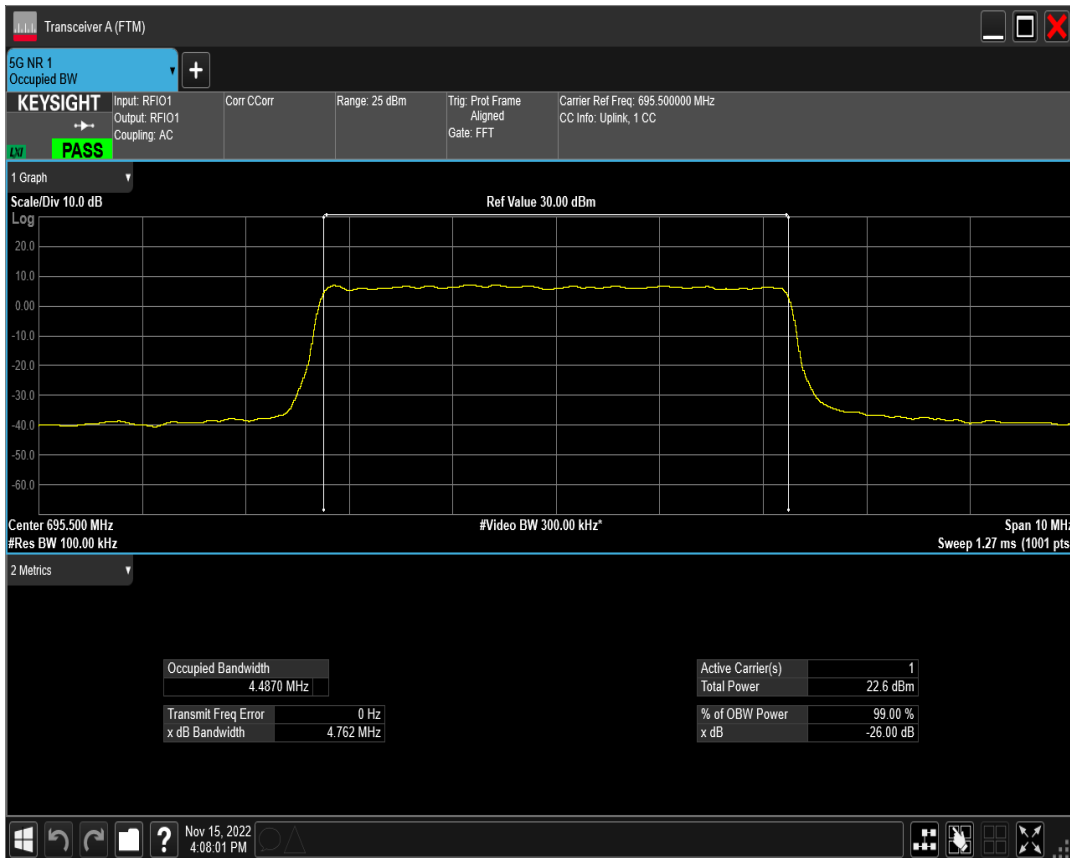 Transceiver A (FTM)
5G NR 1
Occupied BW
+
KEYSIGHT
LXI
PASS
Input: RFIO1
Output: RFIO1
Coupling: AC
Corr CCorr
Range: 25 dBm
Trig: Prot Frame
Aligned
Gate: FFT
Carrier Ref Freq: 695.500000 MHz
CC Info: Uplink, 1 CC
1 Graph
Scale/Div 10.0 dB
Ref Value 30.00 dBm
Log
20.0
10.0
0.00
-10.0
-20.0
-30.0
-40.0
-50.0
-60.0
Center 695.500 MHz
#Video BW 300.00 kHz*
Span 10 MHz
#Res BW 100.00 kHz
Sweep 1.27 ms (1001 pts
2 Metrics
Occupied Bandwidth
4.4870 MHz
Transmit Freq Error 0 Hz
x dB Bandwidth 4.762 MHz
Active Carrier(s) 1
Total Power 22.6 dBm
% of OBW Power 99.00 %
x dB -26.00 dB
?
Nov 15, 2022
4:08:01 PM